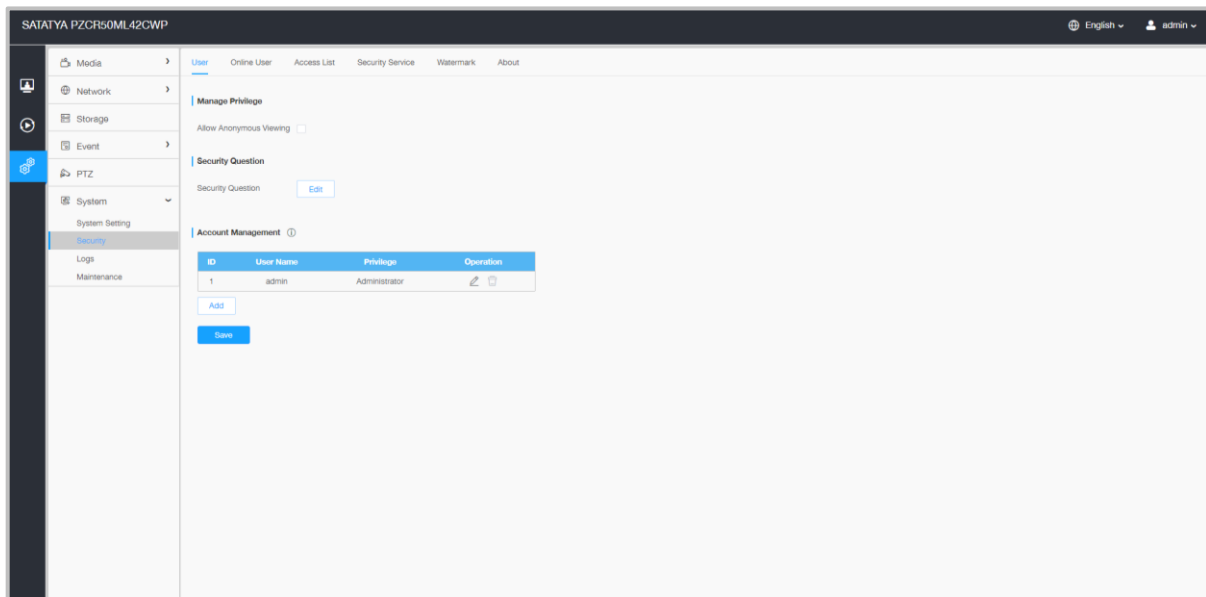 SATATYA PZCR50ML42CWP
English
admin
Media
Network
Storage
Event
PTZ
System
System Setting
Security
Logs
Maintenance
User Online User Access List Security Service Watermark About
Manage Privilege
Allow Anonymous Viewing
Security Question
Security Question Edit
Account Management
ID User Name Privilege Operation
1 admin Administrator
Add
Save